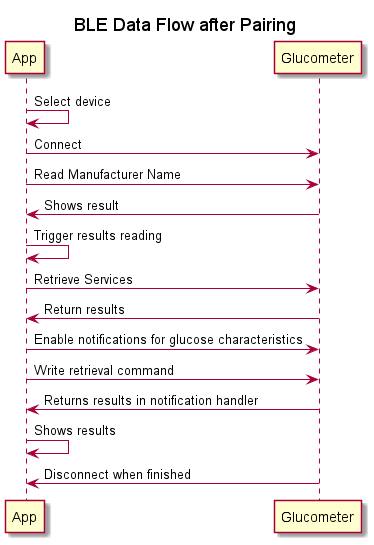 BLE Data Flow after Pairing
App
Glucometer
Select device
Connect
Read Manufacturer Name
Shows result
Trigger results reading
Retrieve Services
Return results
Enable notifications for glucose characteristics
Write retrieval command
Returns results in notification handler
Shows results
Disconnect when finished
App
Glucometer